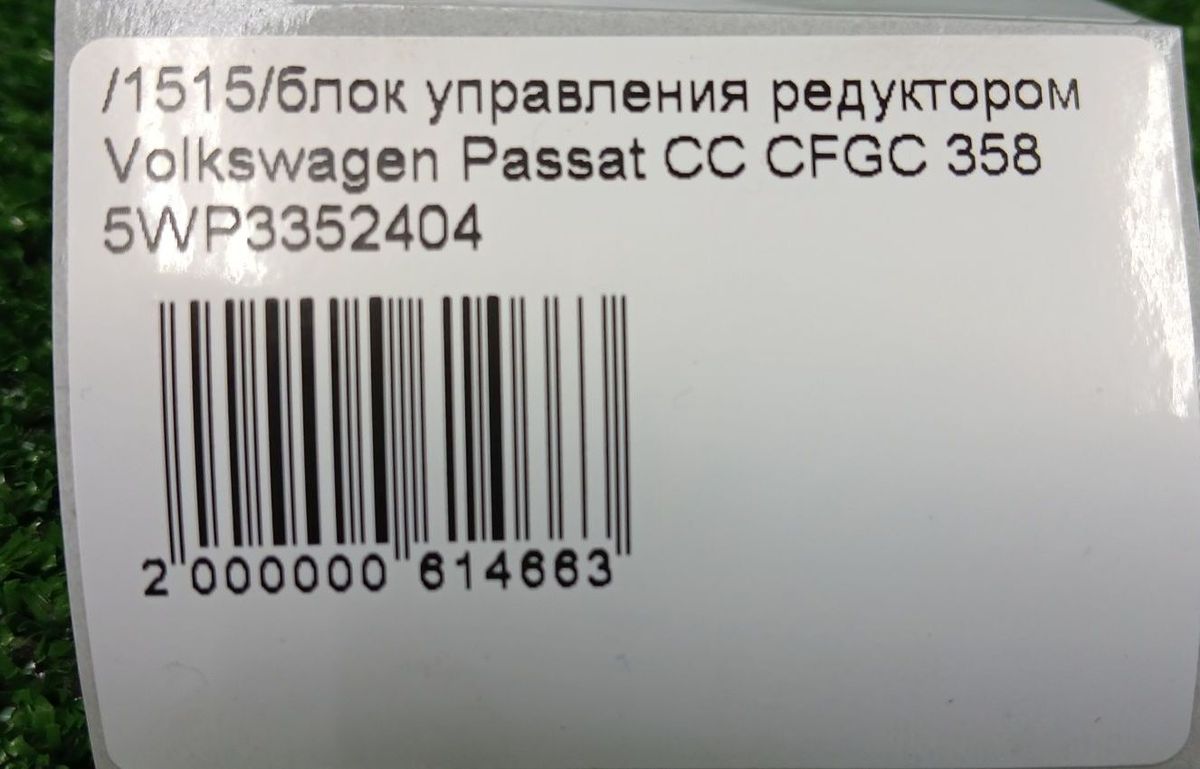 /1515/блок управления редуктором
Volkswagen Passat CC CFGC 358
5WP3352404
2 000000 614663